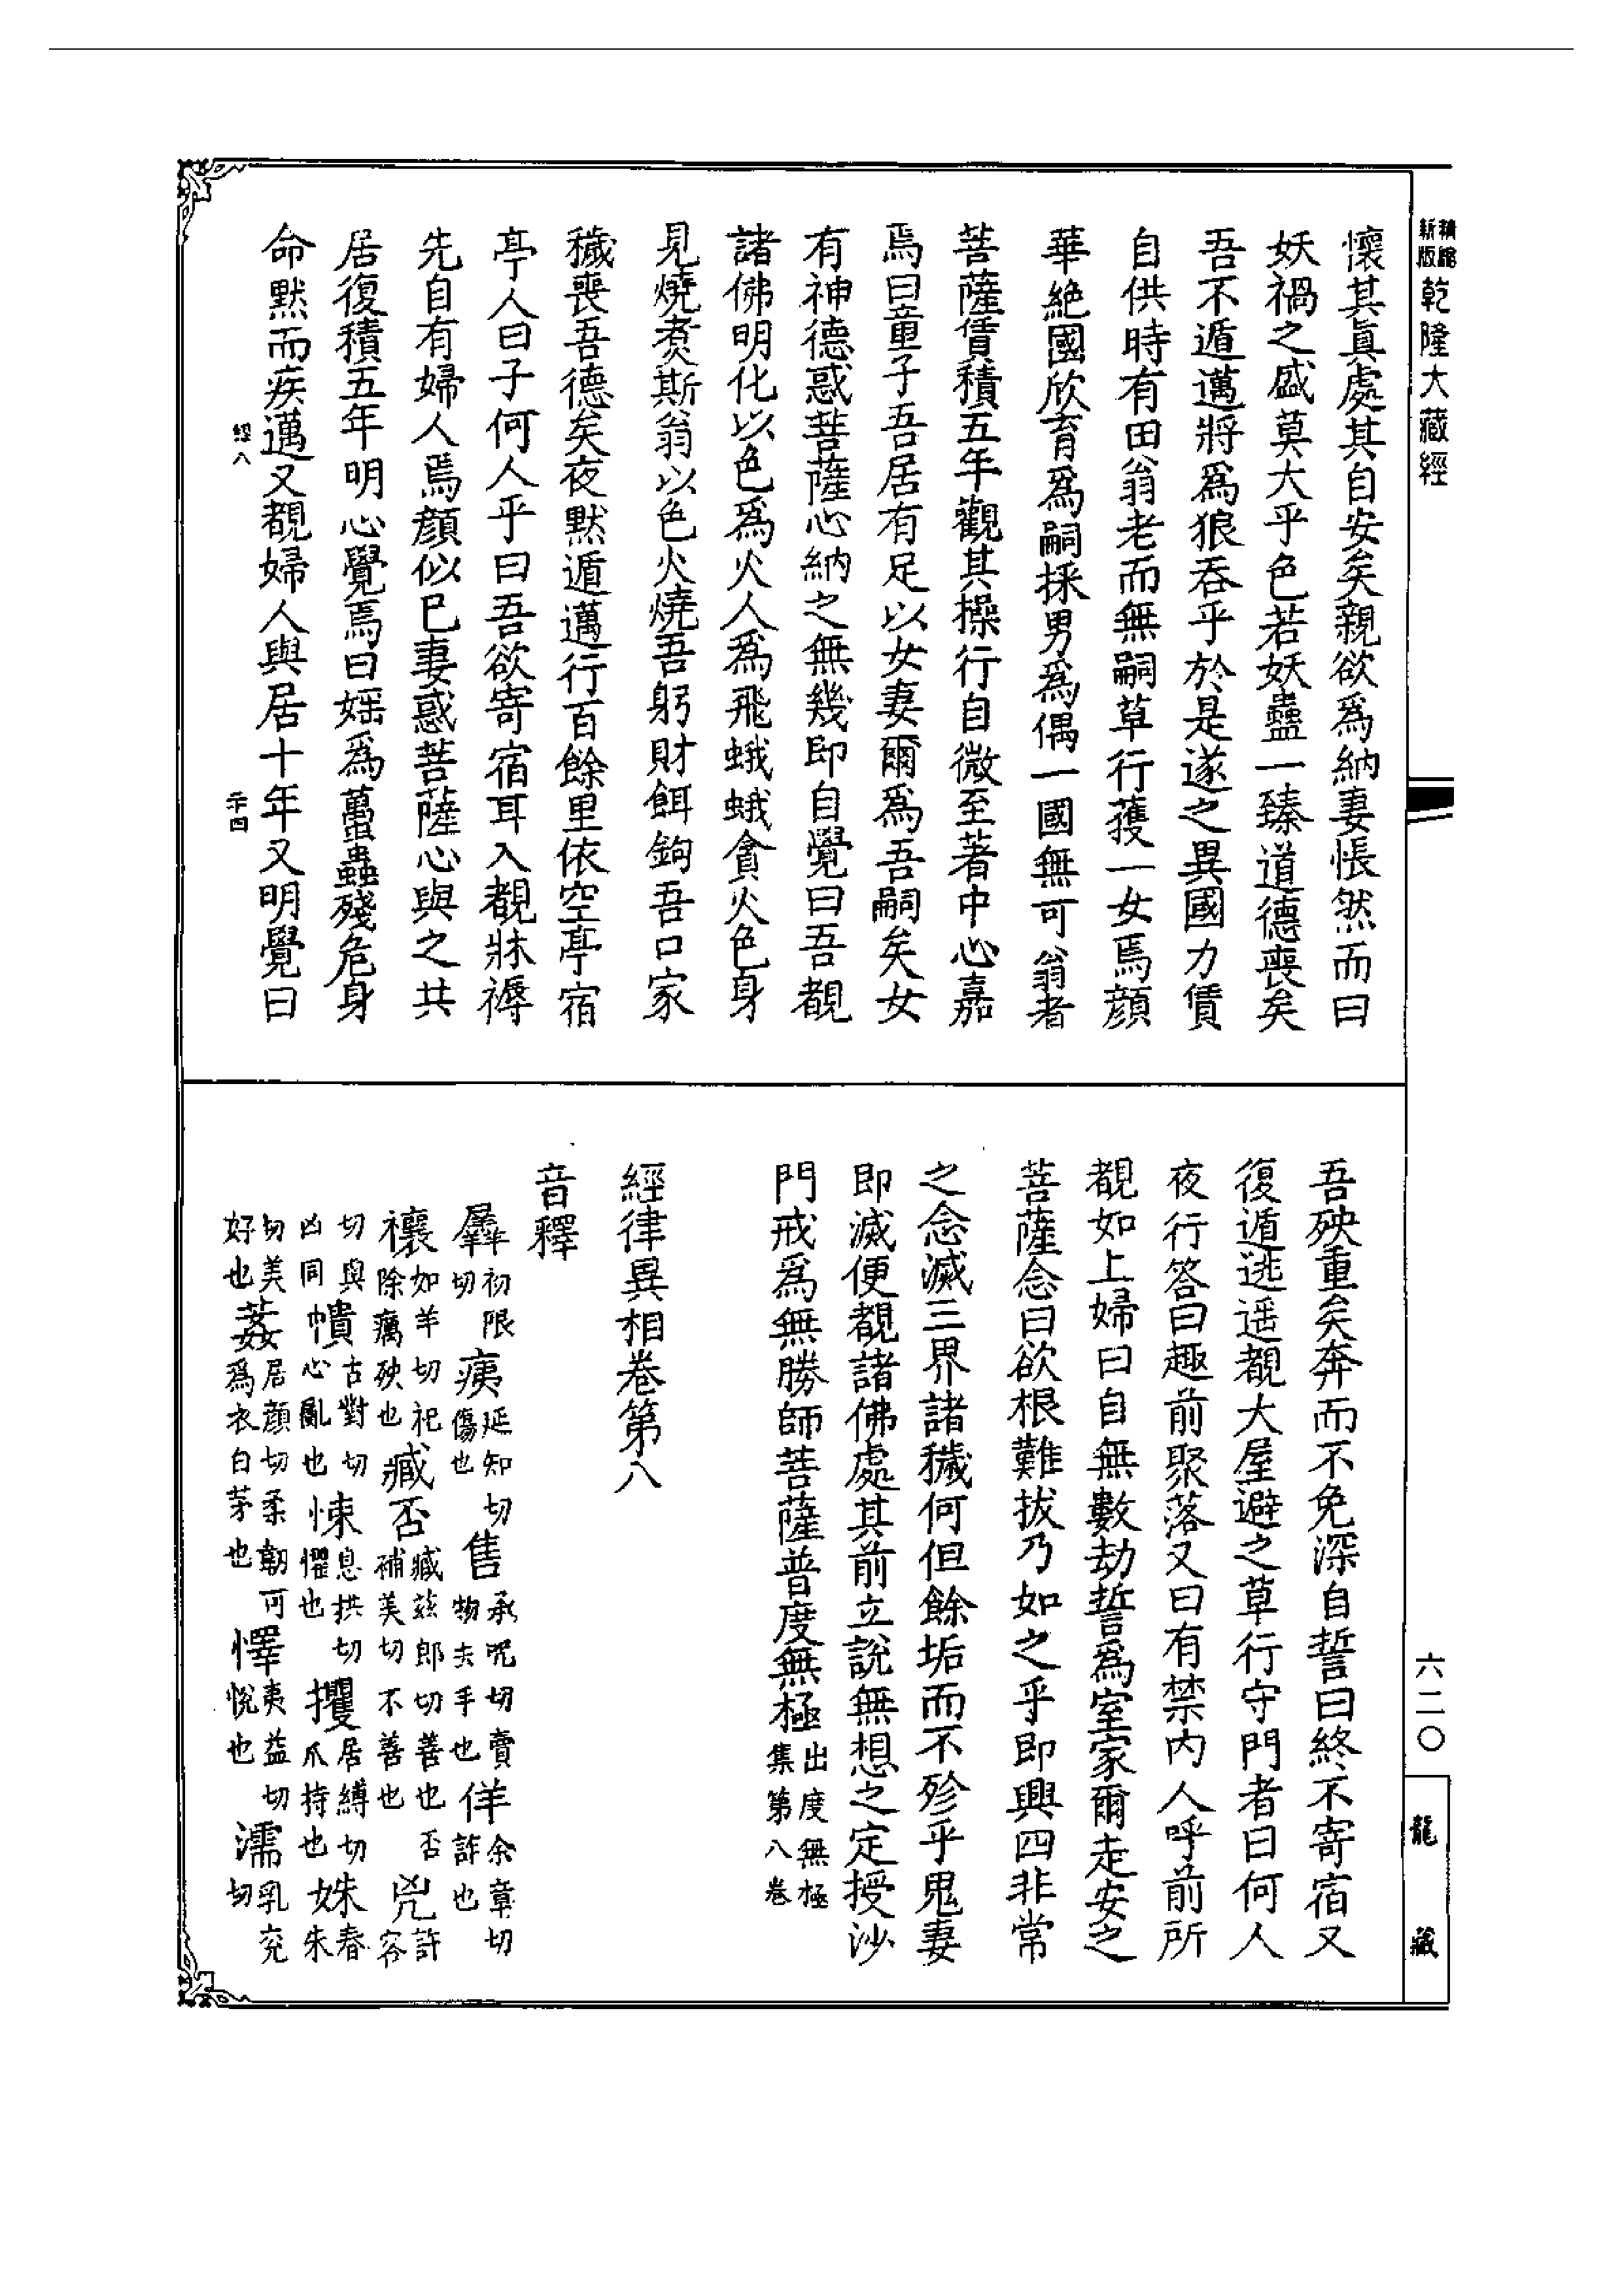 新版
精縮
乾隆大藏經
懷其眞處其自安矣親欲爲納妻悵然而曰
妖禍之盛莫大乎色若妖蠱一臻道德喪矣
吾不遁邁將爲狼吞乎於是遂之異國力賃
自供時有田翁老而無嗣草行獲一女焉顏
華絶國欣育爲嗣採男爲偶一國無可翁者
菩薩賃積五年觀其操行自微至著中心嘉
焉曰童子吾居有足以女妻爾爲吾嗣矣女
有神德惑菩薩心納之無幾即自覺曰吾覩
諸佛明化以色爲火人爲飛蛾蛾貪火色身
見燒煑斯翁以色火燒吾躬財餌鉤吾口家
穢喪吾德矣夜默遁邁行百餘里依空亭宿
亭人曰子何人乎曰吾欲寄宿耳入覩牀褥
先自有婦人焉顏似已妻惑菩薩心與之共
居復積五年明心覺焉曰婬爲蠆蟲殘危身
命默而疾邁又覩婦人與居十年又明覺曰
經八
六二〇
龍藏
吾殃重矣奔而不免深自誓曰終不寄宿又
復遁逃遥覩大屋避之草行守門者曰何人
夜行答曰趣前聚落又曰有禁内人呼前所
覩如上婦曰自無數劫誓爲室家爾走安之
菩薩念曰欲根難拔乃如之乎即興四非常
之念滅三界諸穢何但餘垢而不殄乎鬼妻
即滅便覩諸佛處其前立說無想之定授沙
門戒爲無勝師菩薩普度無極出度無極集第八卷
經律異相卷第八
音釋
羼初限切 痍延知切傷也 售承呪切賣物去手也 佯余章切詐也
禳如羊切祀除癘殃也 臧否臧玆郎切善也否補美切不善也 兇許容
切與凶同 憒古對切心亂也 悚息拱切懼也 攫居縛切爪持也 姝春朱
切美好也 葌居顏切柔韌可爲衣白茅也 懌夷益切悅也 濡乳兖切